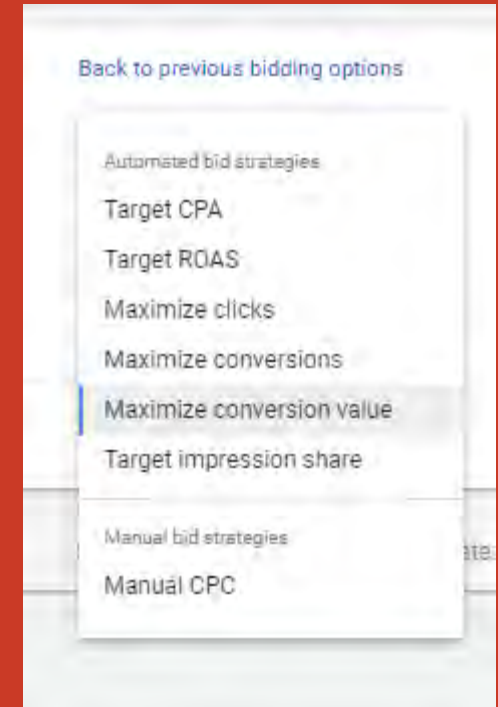 Back to previous bidding options
Automated bid strategies
Target CPA
Target ROAS
Maximize clicks
Maximize conversions
Maximize conversion value
Target impression share
Manual bid strategies
Manual CPC